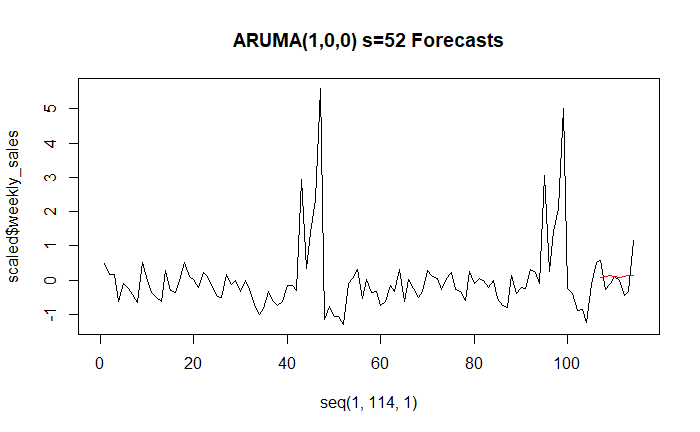 ARUMA(1,0,0) s=52 Forecasts
scaled$weekly_sales
5
4
3
2
1
0
-1
0 20 40 60 80 100
seq(1, 114, 1)